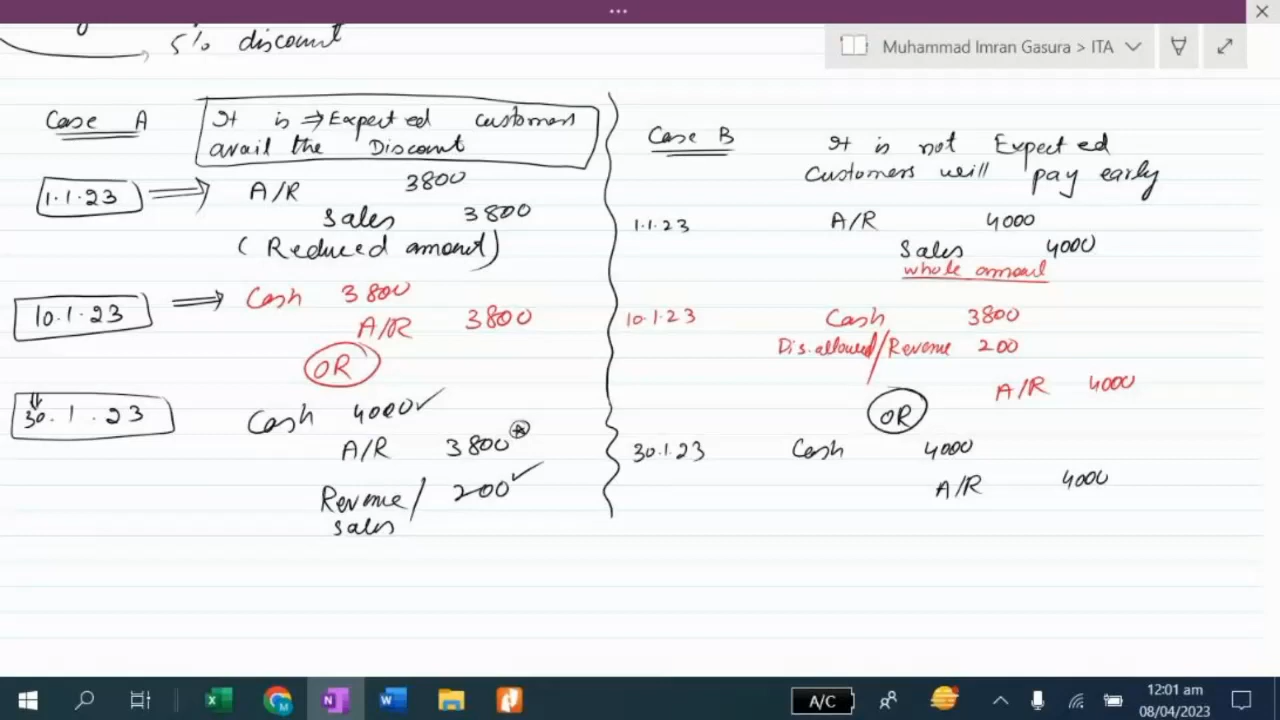 Muhammad Imran Gasura > ITA
5% discount
Case A
It is ⇒ Expected customers
avail the Discount
1.1.23 ⇒ A/R 3800
Sales 3800
(Reduced amount)
10.1.23 ⇒ Cash 3800
A/R 3800
OR
30.1.23 Cash 4000 ✓
A/R 3800
Revenue/ 200 ✓
sales
Case B
It is not Expected
customers will pay early
1.1.23 A/R 4000
Sales 4000
whole amount
10.1.23 Cash 3800
Dis.allowed/Revenue 200
A/R 4000
OR
30.1.23 Cash 4000
A/R 4000
A/C
12:01 am
08/04/2023